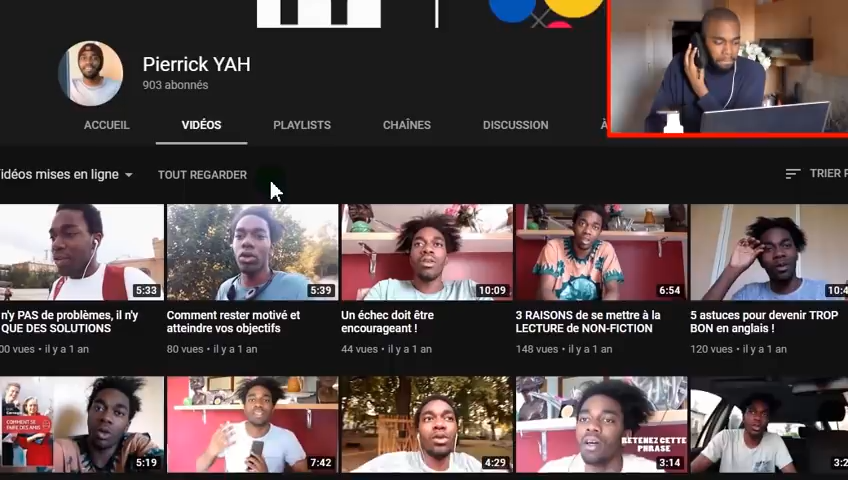 Pierrick YAH
903 abonnés
ACCUEIL VIDÉOS PLAYLISTS CHAÎNES DISCUSSION
mises en ligne TOUT REGARDER TRIER
5:33 5:39 10:09 6:54
n'y PAS de problèmes, il n'y
QUE DES SOLUTIONS
Comment rester motivé et
atteindre vos objectifs
Un échec doit être
encourageant !
3 RAISONS de se mettre à la
LECTURE de NON-FICTION
5 astuces pour devenir TROP
BON en anglais !
vues • il y a 1 an
80 vues • il y a 1 an
44 vues • il y a 1 an
148 vues • il y a 1 an
120 vues • il y a 1 an
COMMENT SE
FAIRE DES AMIS
RETENEZ CETTE
PHRASE
5:19 7:42 4:29 3:14